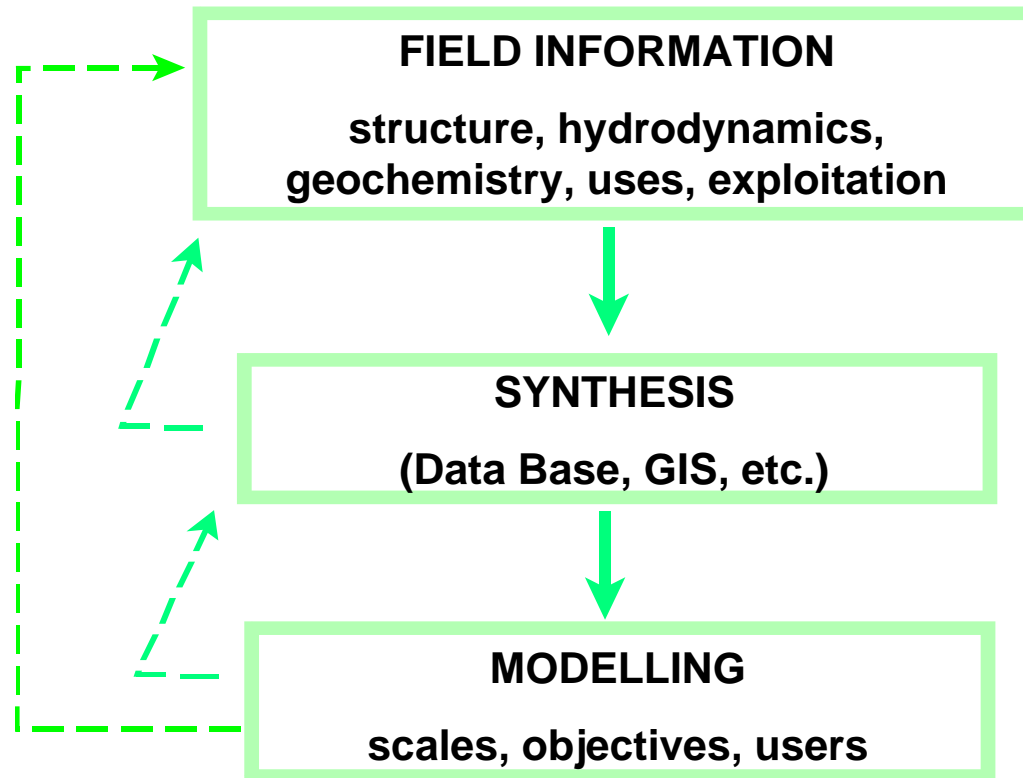 FIELD INFORMATION
structure, hydrodynamics,
geochemistry, uses, exploitation
SYNTHESIS
(Data Base, GIS, etc.)
MODELLING
scales, objectives, users